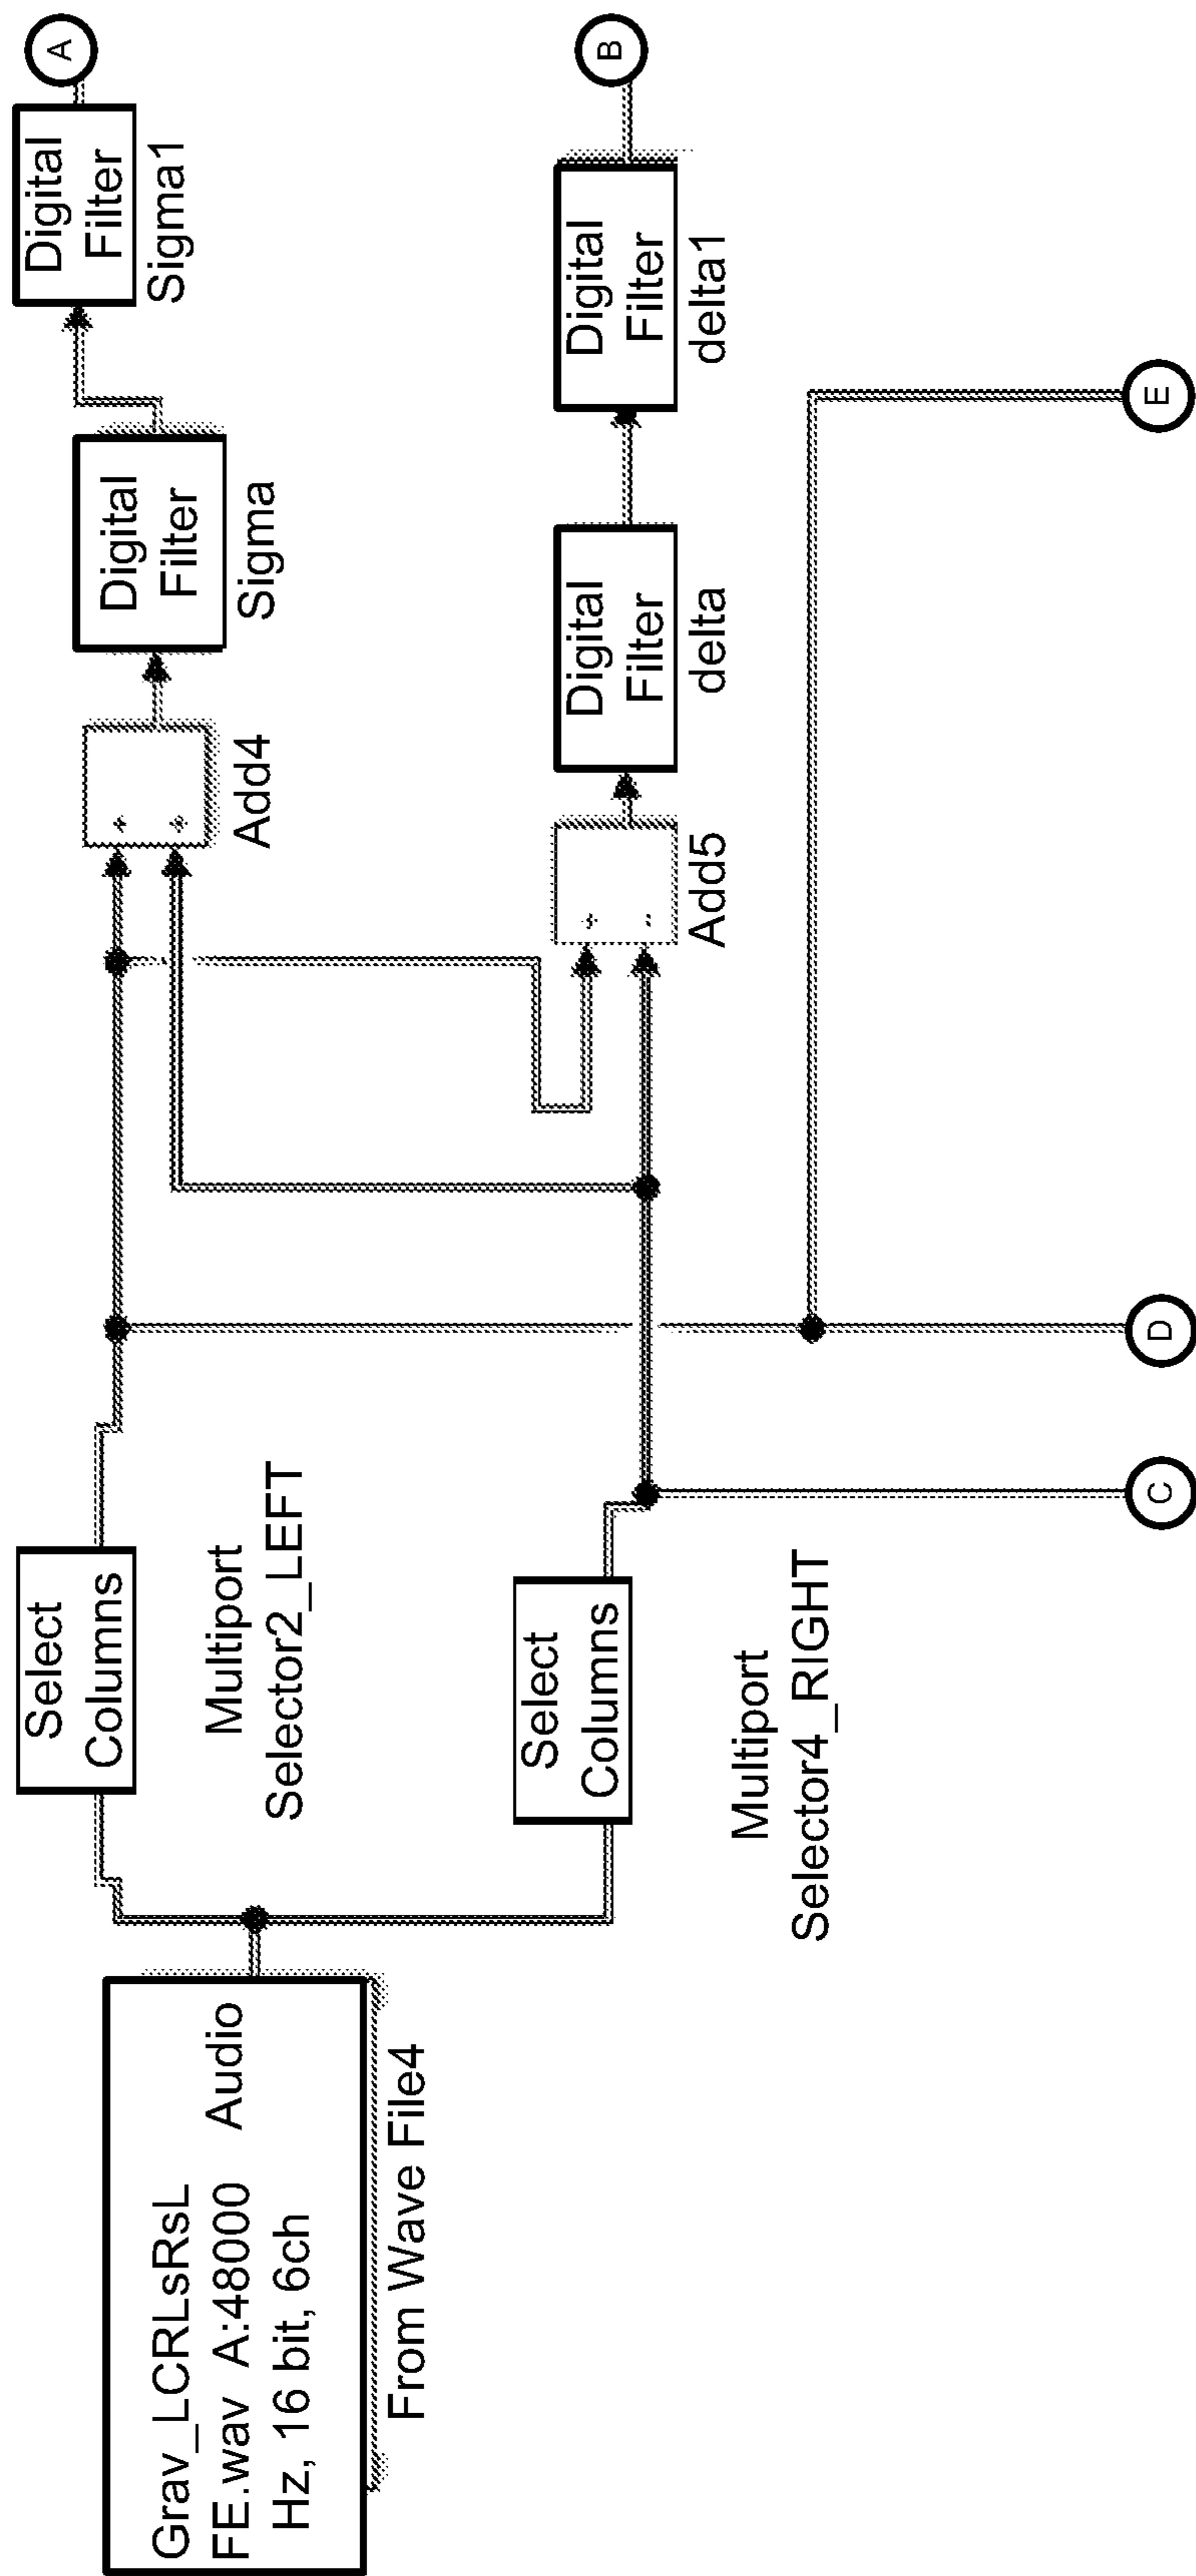 Grav_LCRLsRsL
FE.wav A:48000
Hz, 16 bit, 6ch
Audio
From Wave File4
Select
Columns
Multiport
Selector2_LEFT
Select
Columns
Multiport
Selector4_RIGHT
+
+
Add4
Digital
Filter
Sigma
Digital
Filter
Sigma1
A
+
-
Add5
Digital
Filter
delta
Digital
Filter
delta1
B
C
D
E